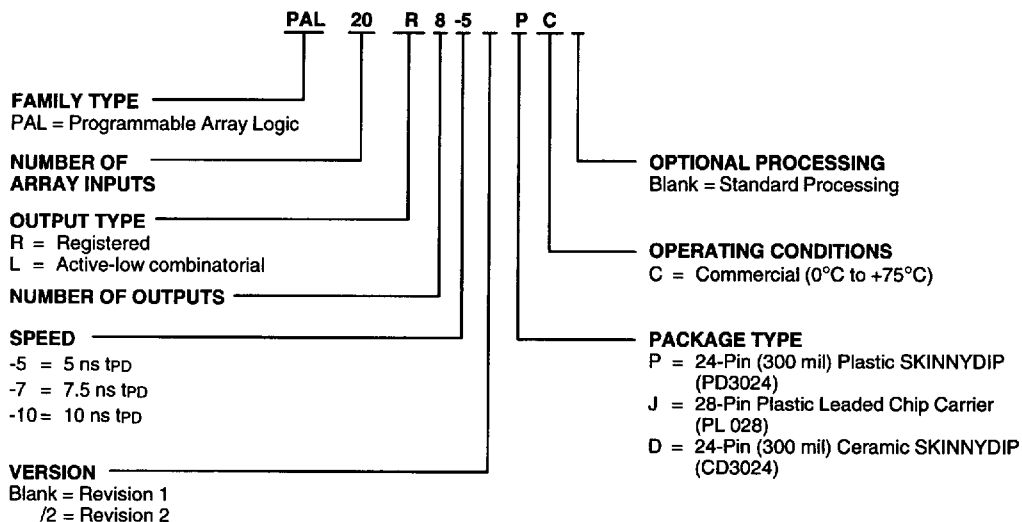 PAL 20 R 8 -5 P C
FAMILY TYPE
PAL = Programmable Array Logic
NUMBER OF
ARRAY INPUTS
OUTPUT TYPE
R = Registered
L = Active-low combinatorial
NUMBER OF OUTPUTS
SPEED
-5 = 5 ns tPD
-7 = 7.5 ns tPD
-10 = 10 ns tPD
VERSION
Blank = Revision 1
/2 = Revision 2
OPTIONAL PROCESSING
Blank = Standard Processing
OPERATING CONDITIONS
C = Commercial (0°C to +75°C)
PACKAGE TYPE
P = 24-Pin (300 mil) Plastic SKINNYDIP
(PD3024)
J = 28-Pin Plastic Leaded Chip Carrier
(PL 028)
D = 24-Pin (300 mil) Ceramic SKINNYDIP
(CD3024)